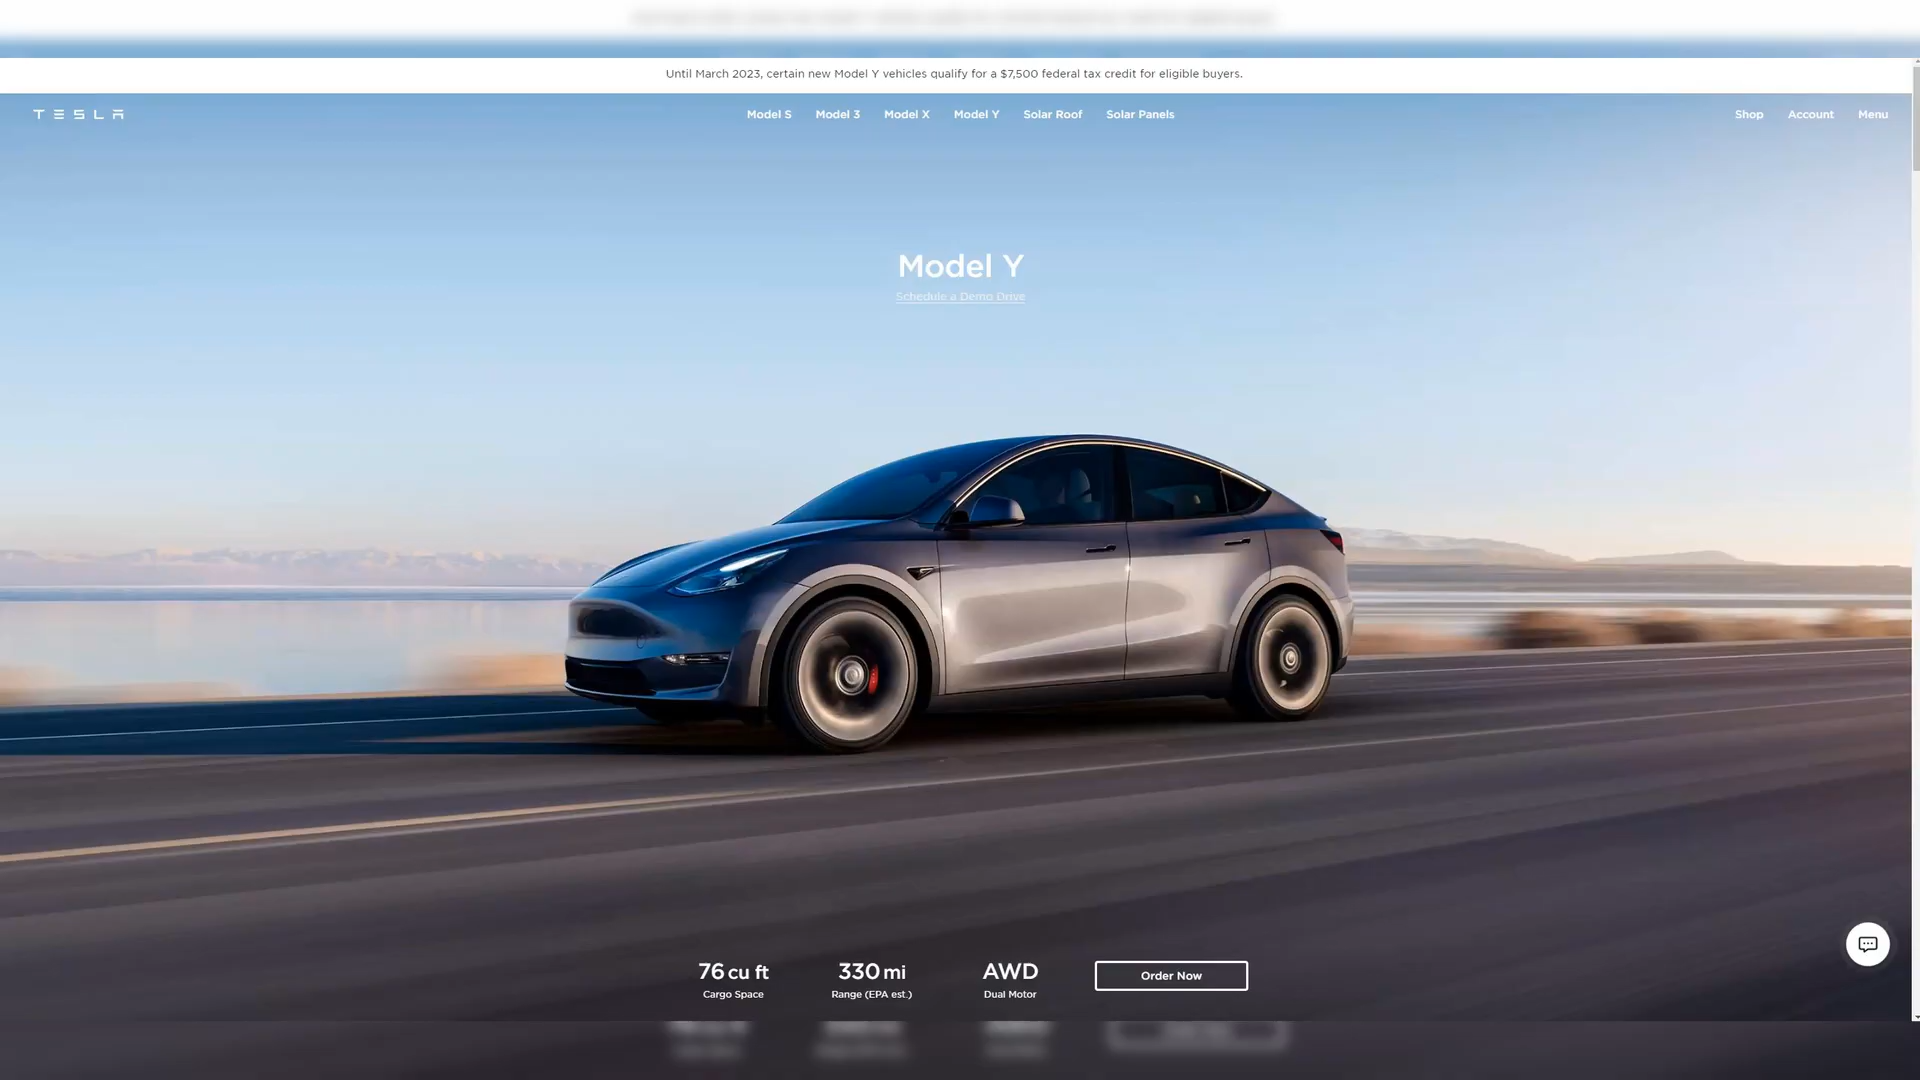 Until March 2023, certain new Model Y vehicles qualify for a $7,500 federal tax credit for eligible buyers.
TESLA
Model S Model 3 Model X Model Y Solar Roof Solar Panels
Shop Account Menu
Model Y
Schedule a Demo Drive
76 cu ft
Cargo Space
330 mi
Range (EPA est.)
AWD
Dual Motor
Order Now